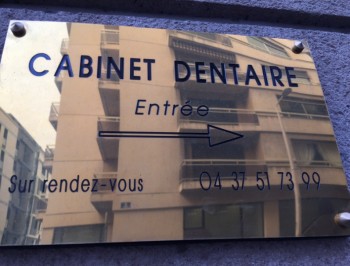 CABINET DENTAIRE
Entrée
Sur rendez-vous 04 37 51 73 99